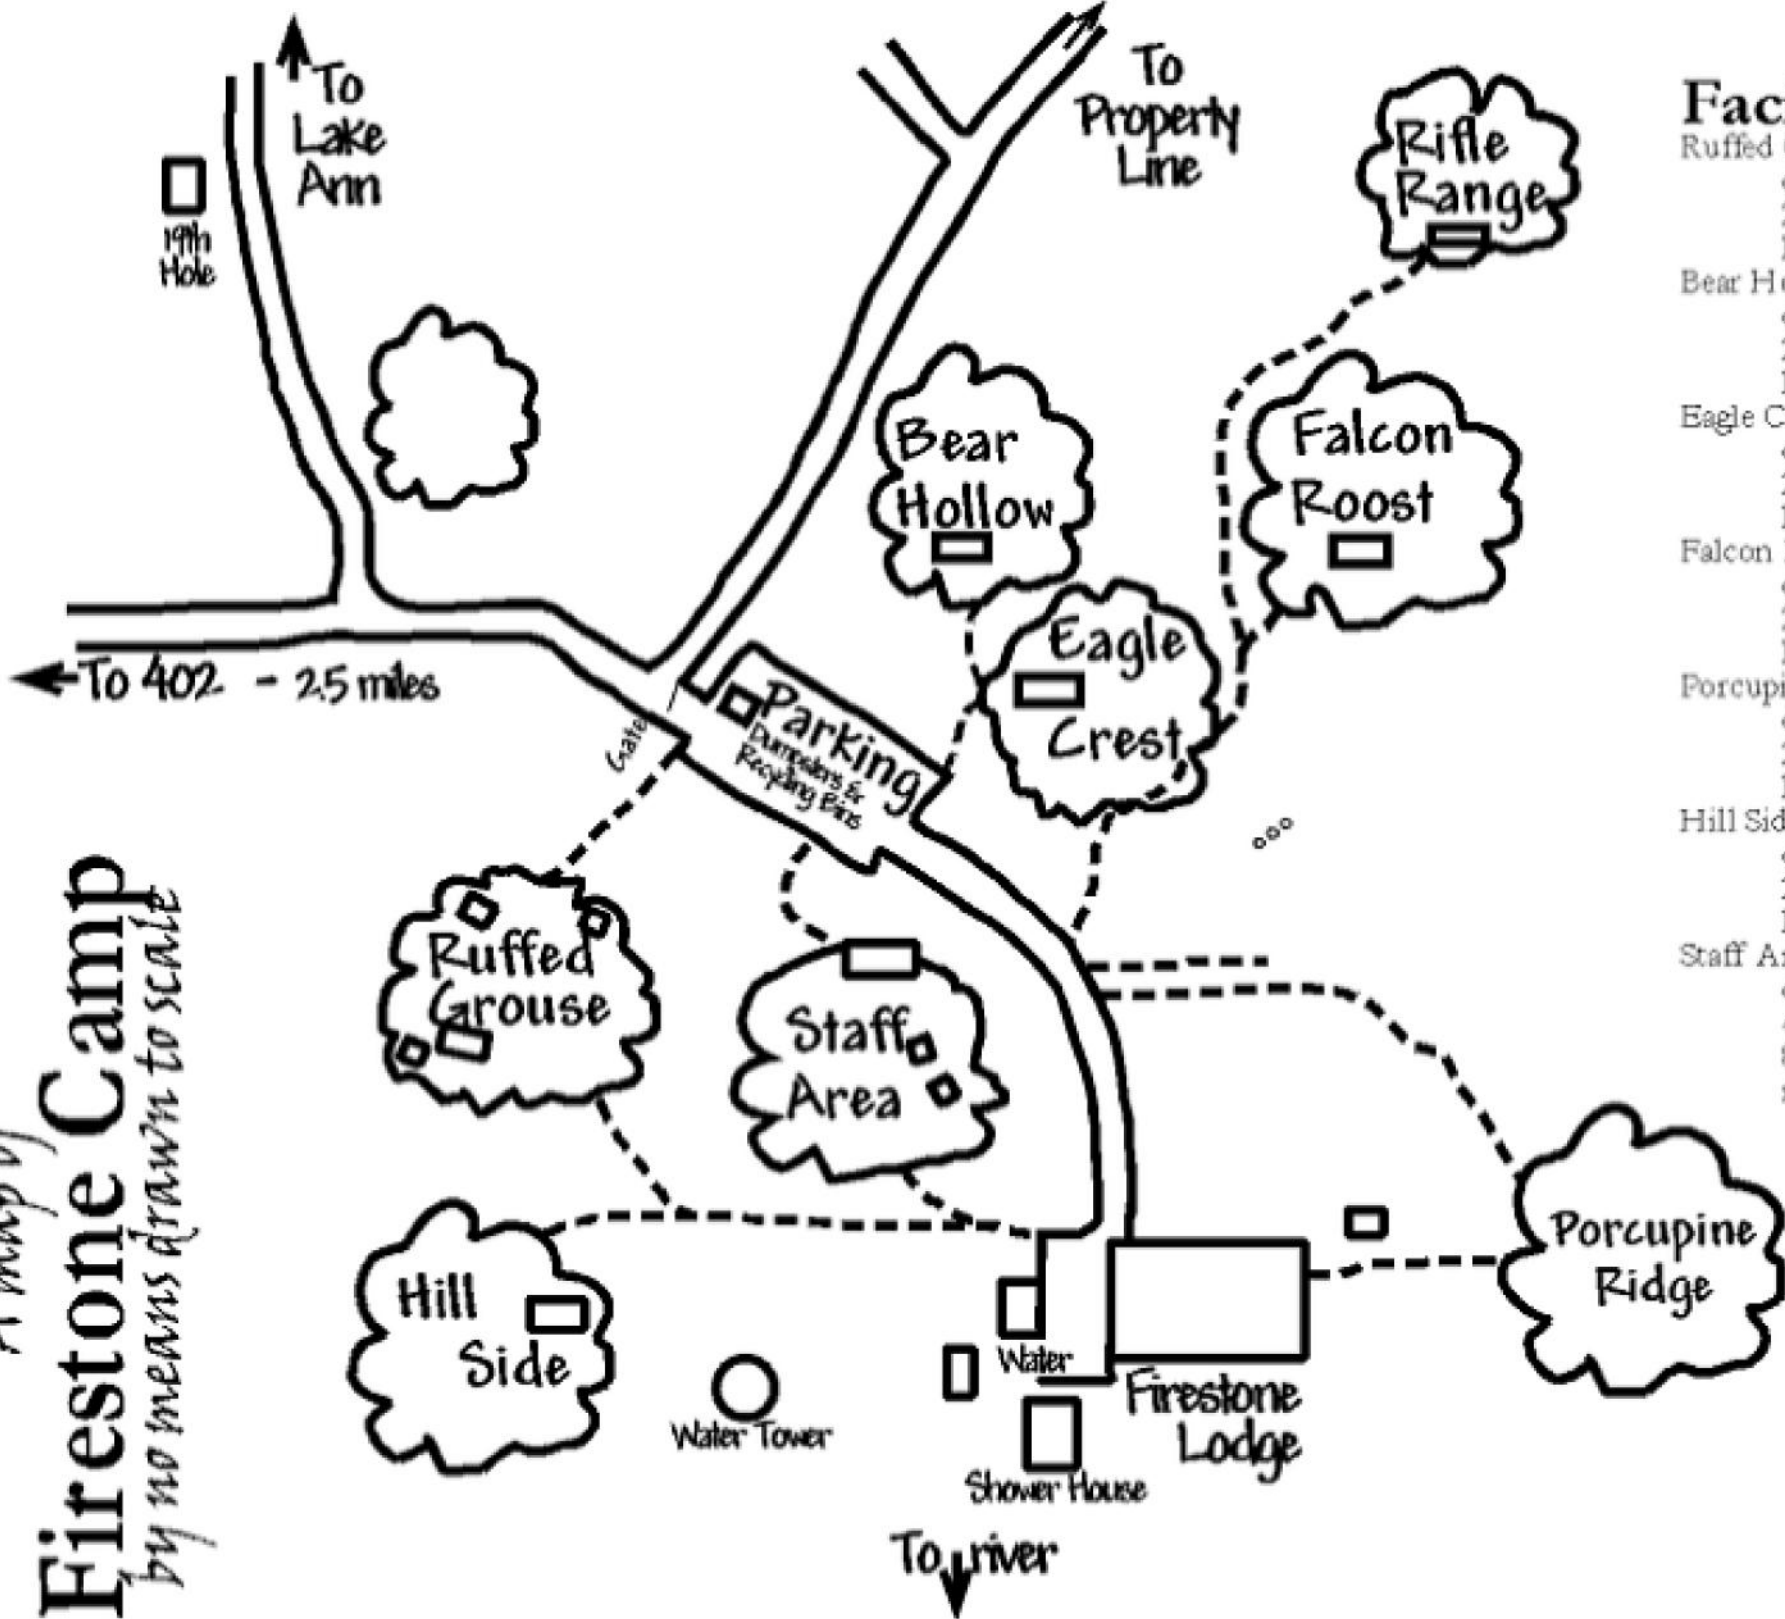 To
Lake
Ann
19th
Hole
To
Property
Line
Rifle
Range
Bear
Hollow
Falcon
Roost
Eagle
Crest
To 402 - 2.5 miles
Gate
Parking
Dumpsters &
Recycling Bins
Ruffed
Grouse
Staff
Area
Hill
Side
Water Tower
Water
Shower House
Firestone
Lodge
Porcupine
Ridge
To river
A map of
Firestone Camp
by no means drawn to scale
Ruffed
Bear
Eagle
Falcon
Hill
Staff